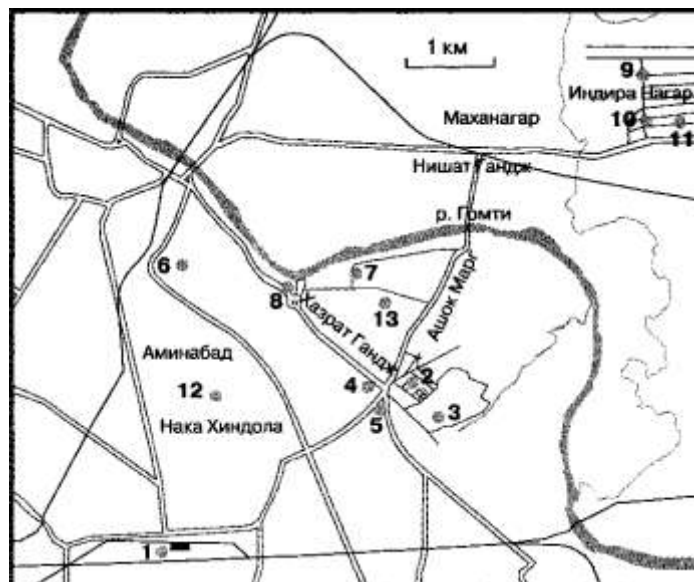 1 км
9
Индира Нагар
Маханагар
10
11
Нишат Гандж
р. Гомти
6
7
8
13
Хазрат Гандж
Ашок Марг
Аминабад
4
2
12
3
Нака Хиндола
5
1